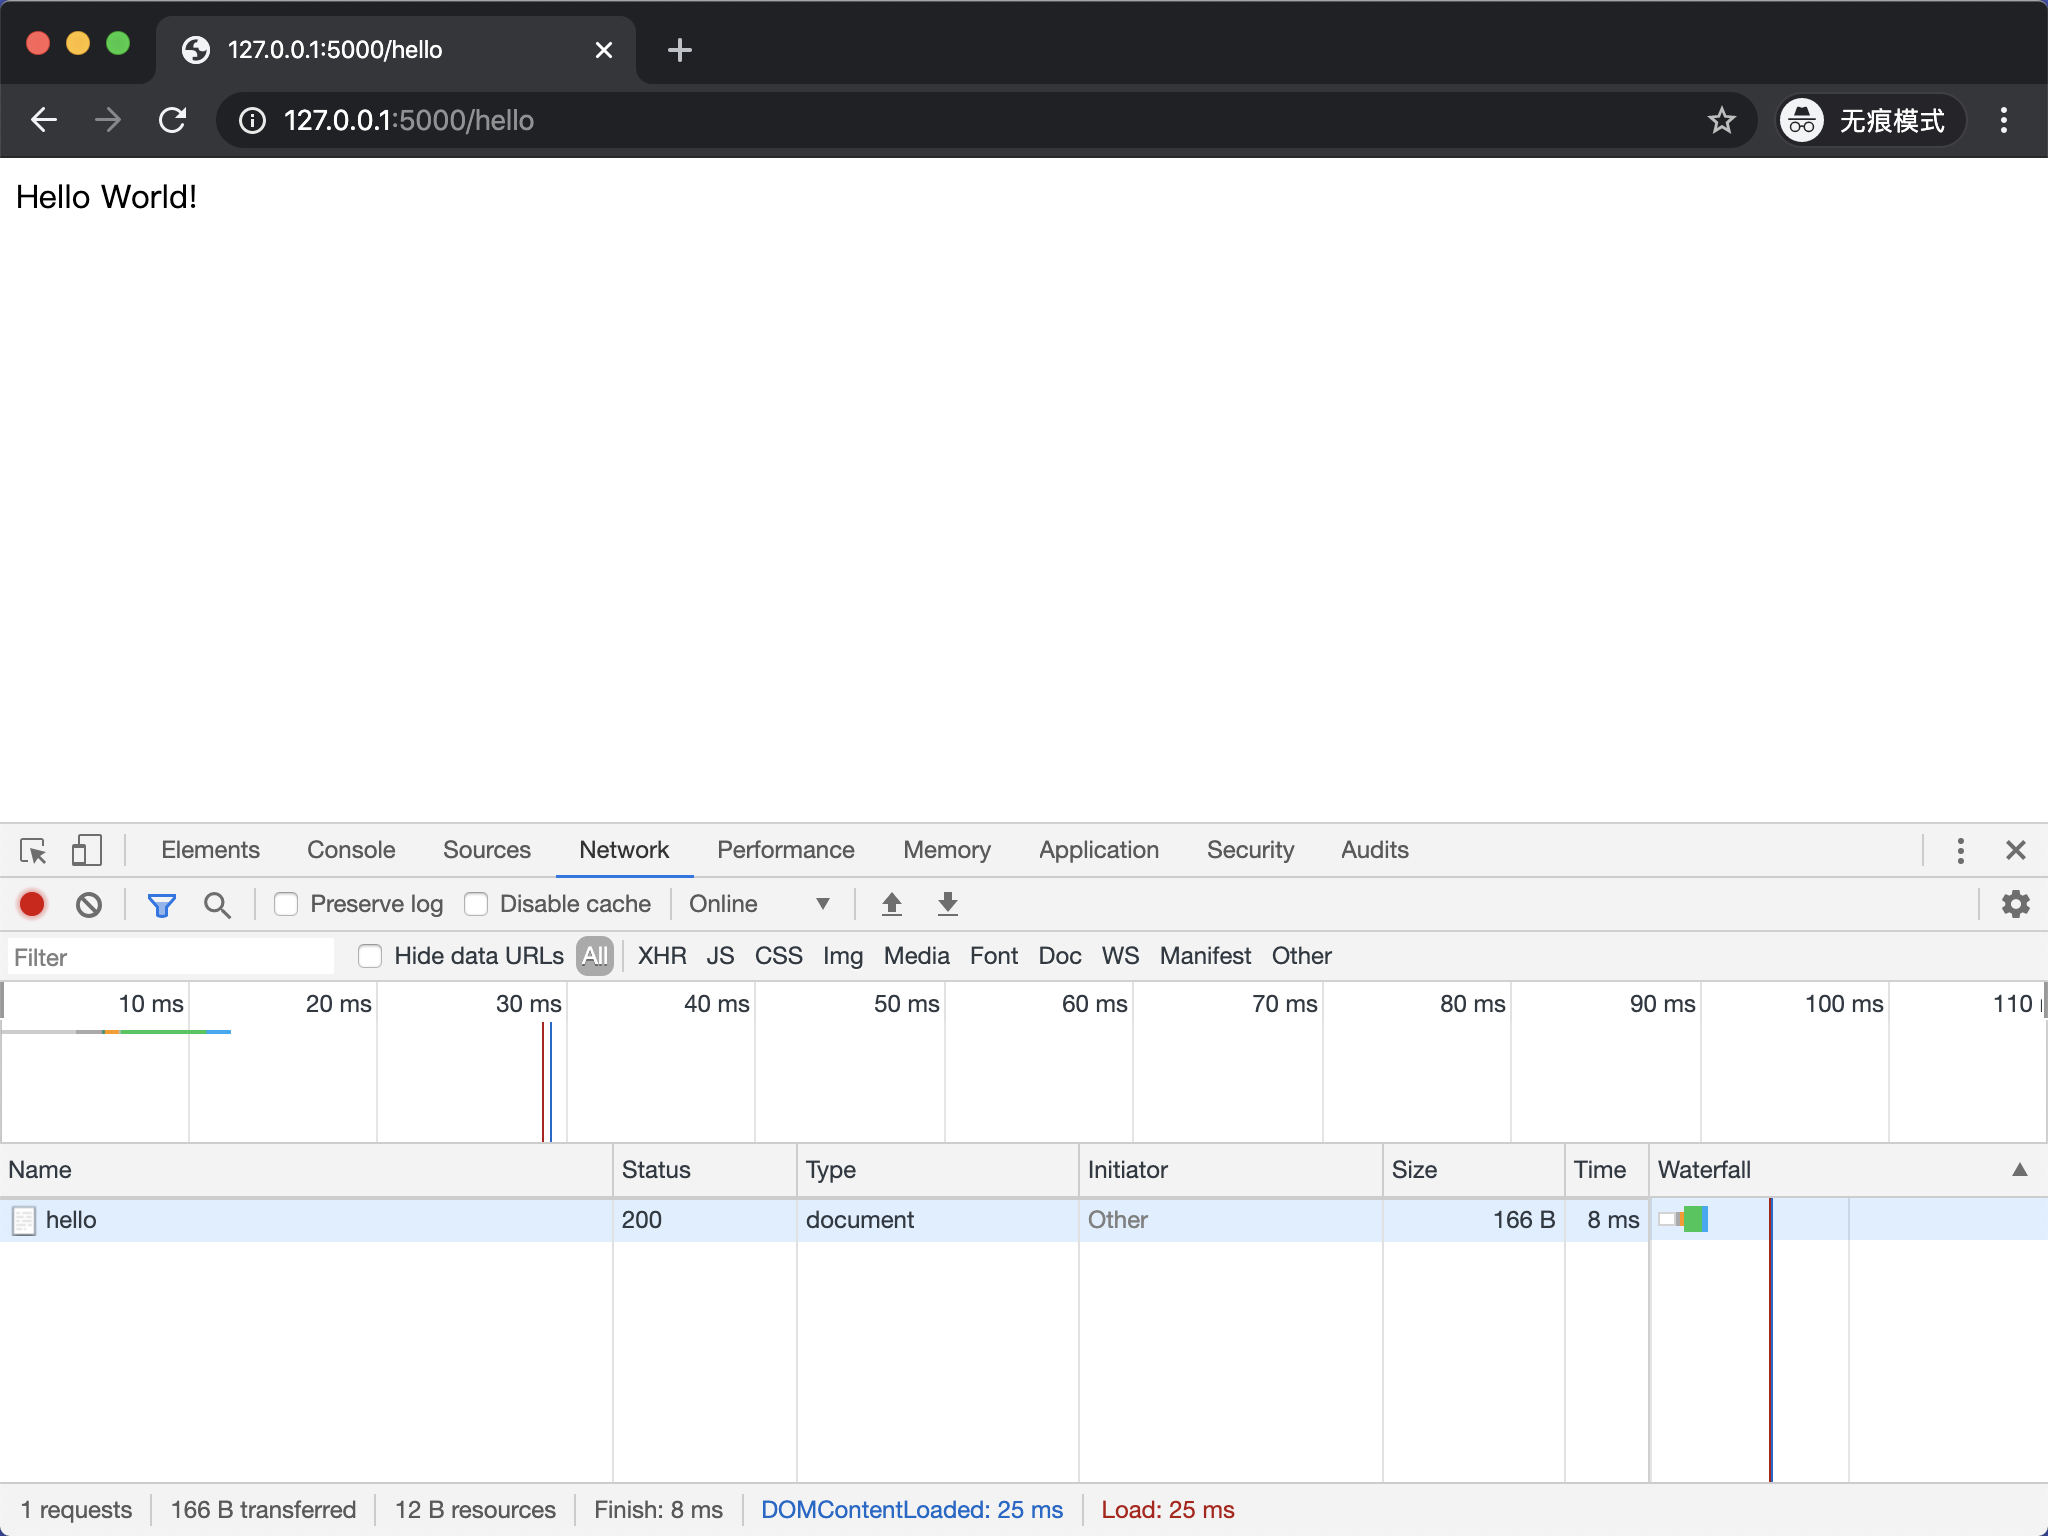 127.0.0.1:5000/hello
127.0.0.1:5000/hello 无痕模式
Hello World!
Elements Console Sources Network Performance Memory Application Security Audits
Preserve log Disable cache Online
Filter Hide data URLs All XHR JS CSS Img Media Font Doc WS Manifest Other
10 ms 20 ms 30 ms 40 ms 50 ms 60 ms 70 ms 80 ms 90 ms 100 ms 110
Name Status Type Initiator Size Time Waterfall
hello 200 document Other 166 B 8 ms
1 requests 166 B transferred 12 B resources Finish: 8 ms DOMContentLoaded: 25 ms Load: 25 ms